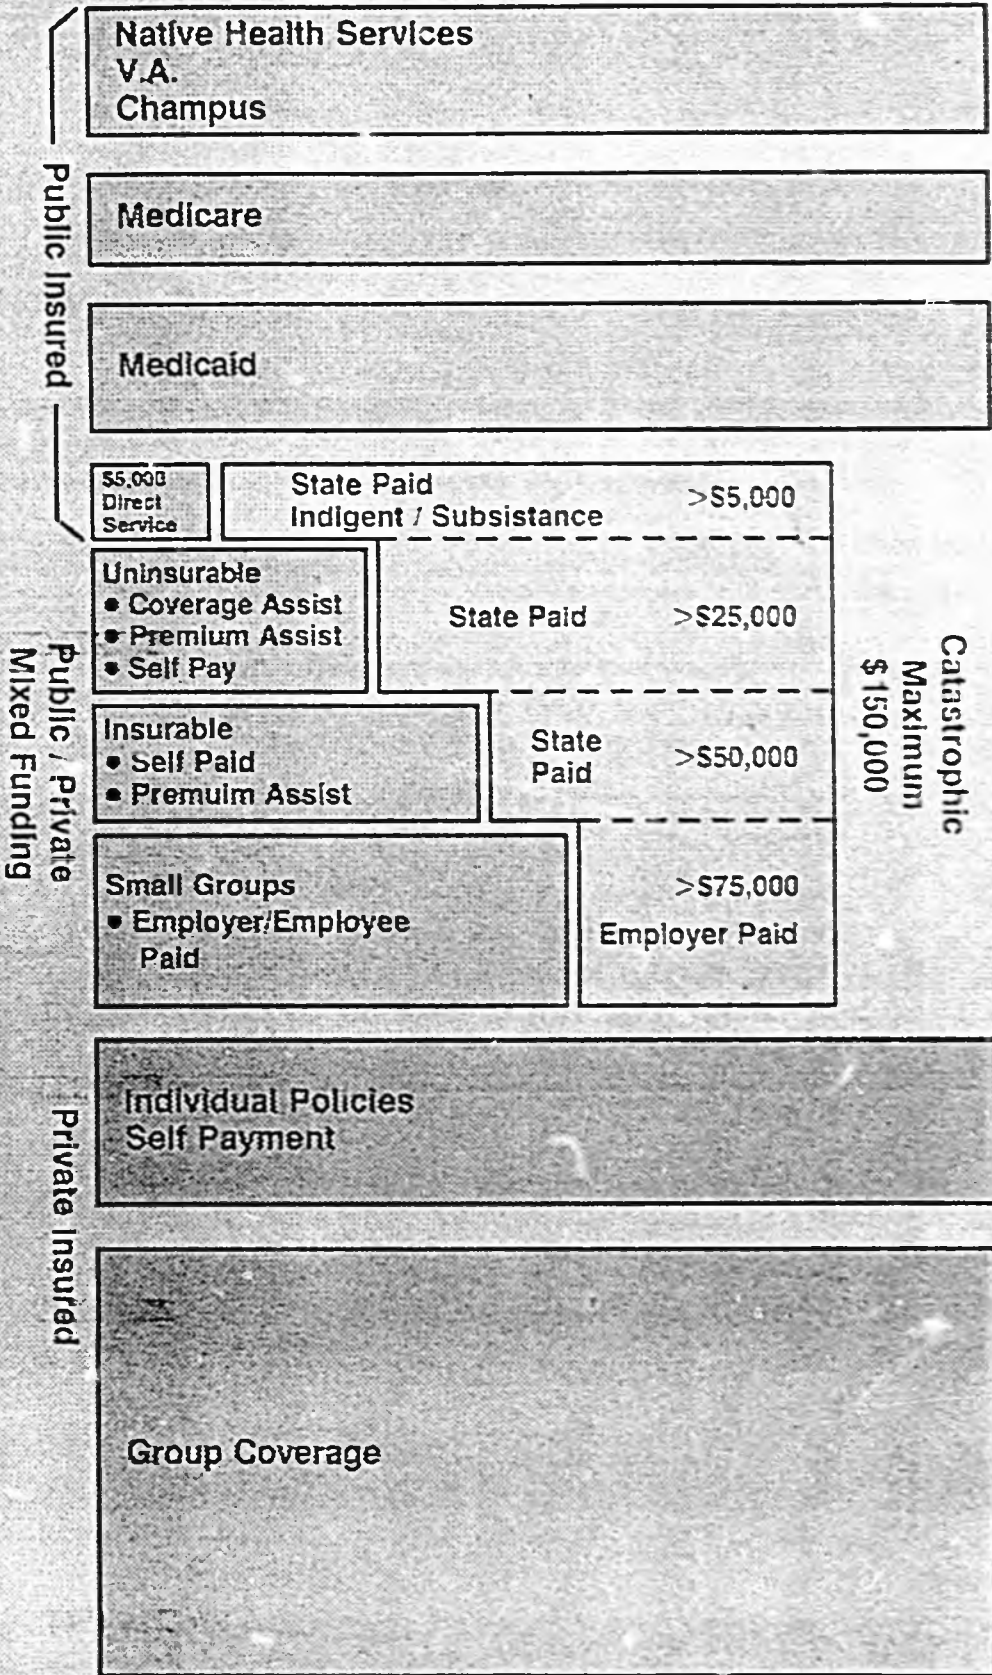 Native Health Services
V.A.
Champus
Medicare
Medicaid
Public Insured
$5,000
Direct
Service
State Paid
Indigent / Subsistance
>$5,000
Uninsurable
• Coverage Assist
• Premium Assist
• Self Pay
State Paid
>$25,000
Insurable
• Self Paid
• Premuim Assist
State
Paid
>$50,000
Small Groups
• Employer/Employee
Paid
>$75,000
Employer Paid
Public / Private
Mixed Funding
Catastrophic
Maximum
$150,000
Individual Policies
Self Payment
Private Insured
Group Coverage